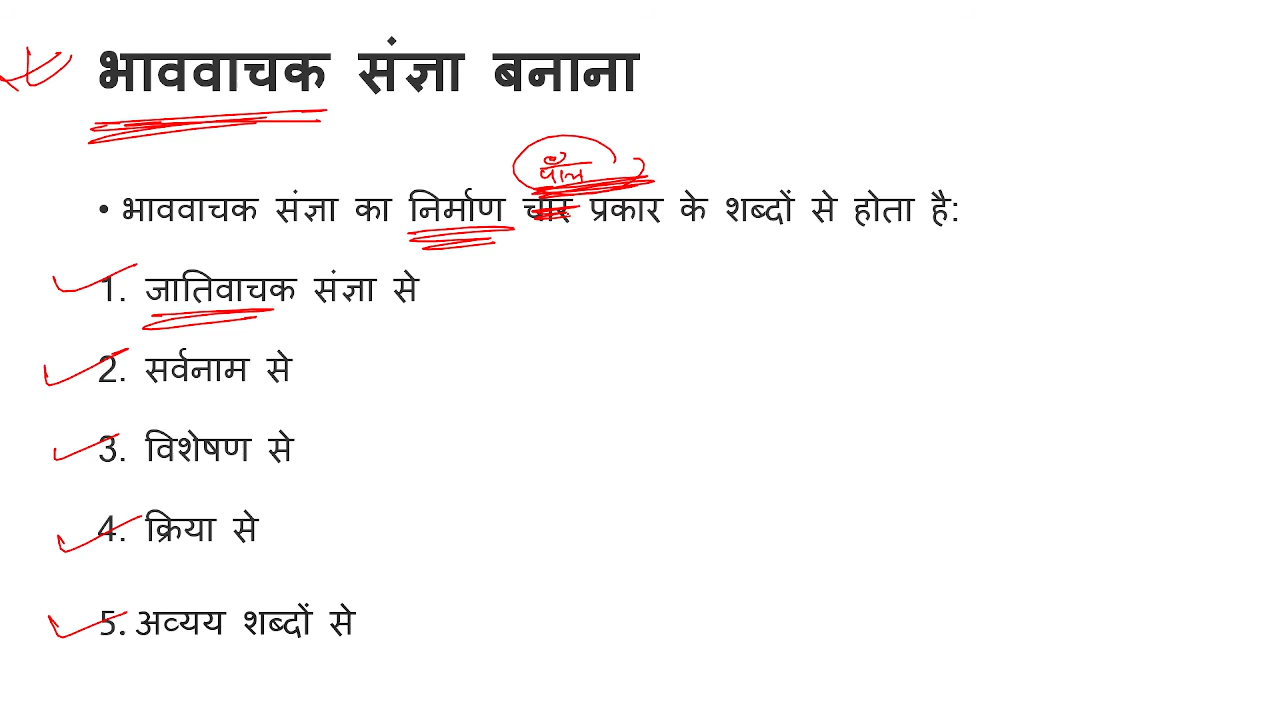 भाववाचक संज्ञा बनाना
पाँच
• भाववाचक संज्ञा का निर्माण चार प्रकार के शब्दों से होता है:
1. जातिवाचक संज्ञा से
2. सर्वनाम से
3. विशेषण से
4. क्रिया से
5. अव्यय शब्दों से